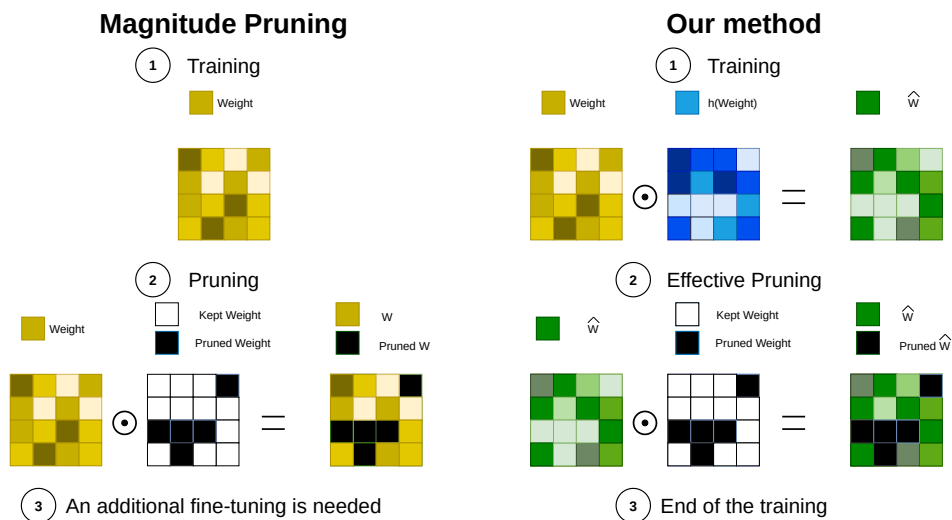 Magnitude Pruning
1 Training
Weight
2 Pruning
Weight
Kept Weight
Pruned Weight
W
Pruned W
3 An additional fine-tuning is needed
Our method
1 Training
Weight
h(Weight)
Ŵ
2 Effective Pruning
Ŵ
Kept Weight
Pruned Weight
Ŵ
Pruned Ŵ
3 End of the training